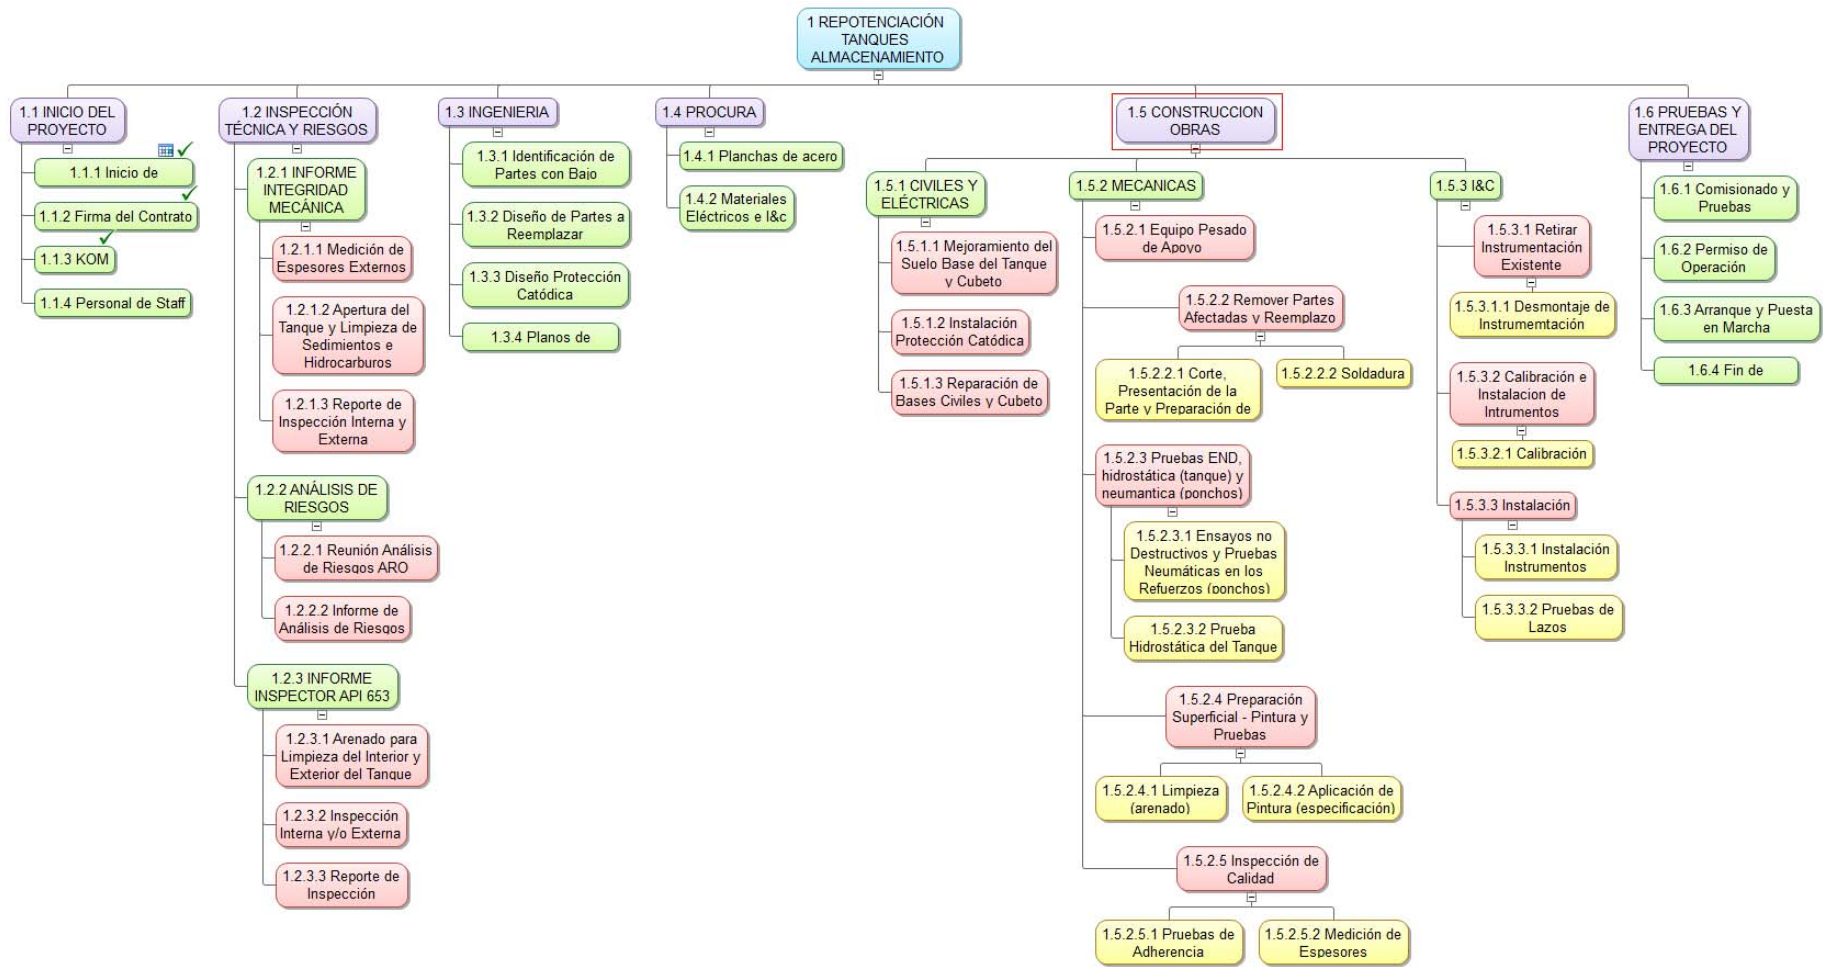 1 REPOTENCIACIÓN
TANQUES
ALMACENAMIENTO
1.1 INICIO DEL
PROYECTO
1.1.1 Inicio de
1.1.2 Firma del Contrato
1.1.3 KOM
1.1.4 Personal de Staff
1.2 INSPECCIÓN
TÉCNICA Y RIESGOS
1.2.1 INFORME
INTEGRIDAD
MECÁNICA
1.2.1.1 Medición de
Espesores Externos
1.2.1.2 Apertura del
Tanque y Limpieza de
Sedimientos e
Hidrocarburos
1.2.1.3 Reporte de
Inspección Interna y
Externa
1.2.2 ANÁLISIS DE
RIESGOS
1.2.2.1 Reunión Análisis
de Riesgos ARO
1.2.2.2 Informe de
Análisis de Riesgos
1.2.3 INFORME
INSPECTOR API 653
1.2.3.1 Arenado para
Limpieza del Interior y
Exterior del Tanque
1.2.3.2 Inspección
Interna y/o Externa
1.2.3.3 Reporte de
Inspección
1.3 INGENIERIA
1.3.1 Identificación de
Partes con Bajo
1.3.2 Diseño de Partes a
Reemplazar
1.3.3 Diseño Protección
Catódica
1.3.4 Planos de
1.4 PROCURA
1.4.1 Planchas de acero
1.4.2 Materiales
Eléctricos e I&c
1.5 CONSTRUCCION
OBRAS
1.5.1 CIVILES Y
ELÉCTRICAS
1.5.1.1 Mejoramiento del
Suelo Base del Tanque
y Cubeto
1.5.1.2 Instalación
Protección Catódica
1.5.1.3 Reparación de
Bases Civiles y Cubeto
1.5.2 MECANICAS
1.5.2.1 Equipo Pesado
de Apoyo
1.5.2.2 Remover Partes
Afectadas y Reemplazo
1.5.2.2.1 Corte,
Presentación de la
Parte y Preparación de
1.5.2.2.2 Soldadura
1.5.2.3 Pruebas END,
hidrostática (tanque) y
neumantica (ponchos)
1.5.2.3.1 Ensayos no
Destructivos y Pruebas
Neumáticas en los
Refuerzos (ponchos)
1.5.2.3.2 Prueba
Hidrostática del Tanque
1.5.2.4 Preparación
Superficial - Pintura y
Pruebas
1.5.2.4.1 Limpieza
(arenado)
1.5.2.4.2 Aplicación de
Pintura (especificación)
1.5.2.5 Inspección de
Calidad
1.5.2.5.1 Pruebas de
Adherencia
1.5.2.5.2 Medición de
Espesores
1.5.3 I&C
1.5.3.1 Retirar
Instrumentación
Existente
1.5.3.1.1 Desmontaje de
Instrumemtación
1.5.3.2 Calibración e
Instalacion de
Intrumentos
1.5.3.2.1 Calibración
1.5.3.3 Instalación
1.5.3.3.1 Instalación
Instrumentos
1.5.3.3.2 Pruebas de
Lazos
1.6 PRUEBAS Y
ENTREGA DEL
PROYECTO
1.6.1 Comisionado y
Pruebas
1.6.2 Permiso de
Operación
1.6.3 Arranque y Puesta
en Marcha
1.6.4 Fin de